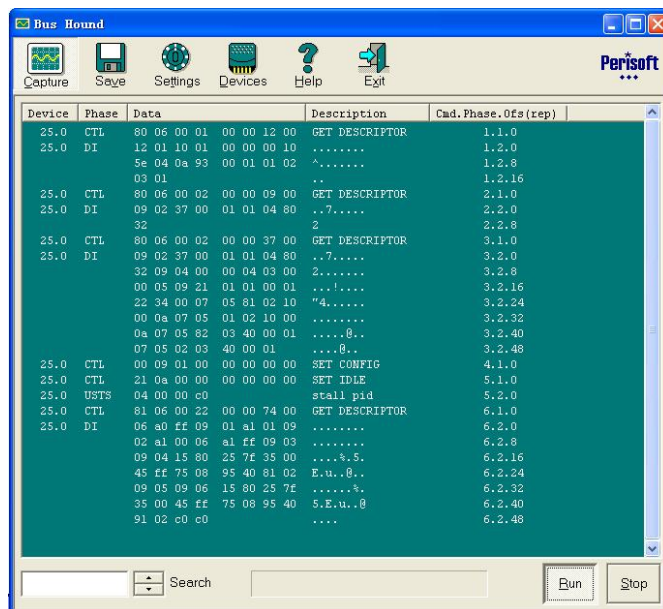 Bus Hound
Capture Save Settings Devices Help Exit
Perisoft
Device Phase Data Description Cmd.Phase.Ofs(rep)
25.0 CTL 80 06 00 01 00 00 12 00 GET DESCRIPTOR 1.1.0
25.0 DI 12 01 10 01 00 00 00 10 ........ 1.2.0
5e 04 0a 93 00 01 01 02 ^....... 1.2.8
03 01 .. 1.2.16
25.0 CTL 80 06 00 02 00 00 09 00 GET DESCRIPTOR 2.1.0
25.0 DI 09 02 37 00 01 01 04 80 ..7..... 2.2.0
32 2 2.2.8
25.0 CTL 80 06 00 02 00 00 37 00 GET DESCRIPTOR 3.1.0
25.0 DI 09 02 37 00 01 01 04 80 ..7..... 3.2.0
32 09 04 00 00 04 03 00 2....... 3.2.8
00 05 09 21 01 01 00 01 ...!.... 3.2.16
22 34 00 07 05 81 02 10 "4...... 3.2.24
00 0a 07 05 01 02 10 00 ........ 3.2.32
0a 07 05 82 03 40 00 01 .....@.. 3.2.40
07 05 02 03 40 00 01 ....@.. 3.2.48
25.0 CTL 00 09 01 00 00 00 00 00 SET CONFIG 4.1.0
25.0 CTL 21 0a 00 00 00 00 00 00 SET IDLE 5.1.0
25.0 USTS 04 00 00 c0 stall pid 5.2.0
25.0 CTL 81 06 00 22 00 00 74 00 GET DESCRIPTOR 6.1.0
25.0 DI 06 a0 ff 09 01 a1 01 09 ........ 6.2.0
02 a1 00 06 a1 ff 09 03 ........ 6.2.8
09 04 15 80 25 7f 35 00 ....%.5. 6.2.16
45 ff 75 08 95 40 81 02 E.u..@.. 6.2.24
09 05 09 06 15 80 25 7f ......%. 6.2.32
35 00 45 ff 75 08 95 40 5.E.u..@ 6.2.40
91 02 c0 c0 .... 6.2.48
Search Run Stop